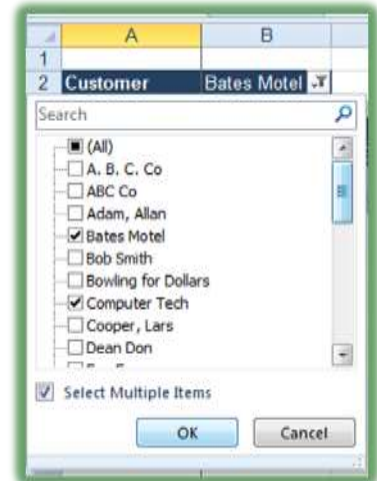 A B
1
2 Customer Bates Motel
Search
(All)
A. B. C. Co
ABC Co
Adam, Allan
Bates Motel
Bob Smith
Bowling for Dollars
Computer Tech
Cooper, Lars
Dean Don
Select Multiple Items
OK Cancel